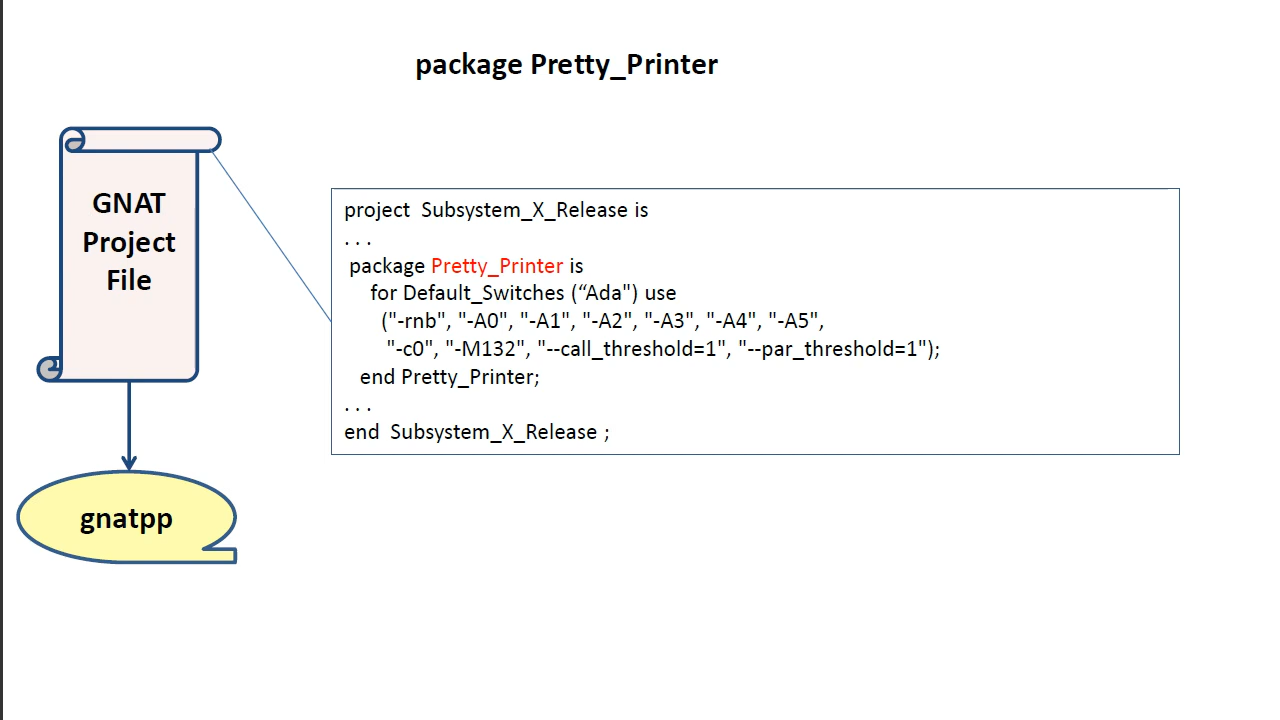 package Pretty_Printer
GNAT
Project
File
project  Subsystem_X_Release is
. . .
package Pretty_Printer is
for Default_Switches (“Ada") use
("-rnb", "-A0", "-A1", "-A2", "-A3", "-A4", "-A5",
"-c0", "-M132", "--call_threshold=1", "--par_threshold=1");
end Pretty_Printer;
. . .
end  Subsystem_X_Release ;
gnatpp